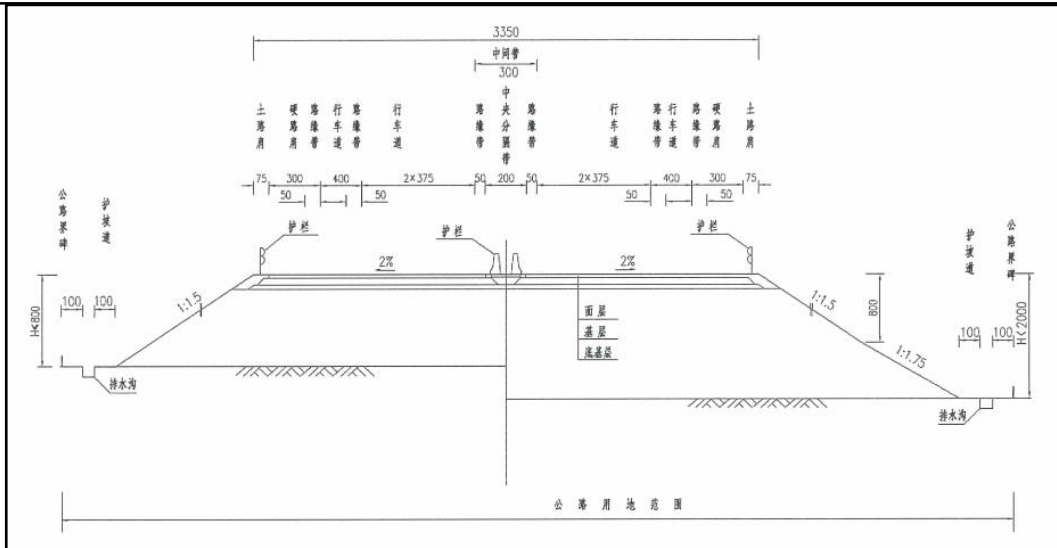 3350
中间带
300
土路肩
硬路肩
路缘带
行车道
路缘带
行车道
路缘带
中央分隔带
路缘带
行车道
路缘带
行车道
路缘带
硬路肩
土路肩
75 300 400 2×375 50 200 50 2×375 400 300 75
50 50 50 50
公路界碑
护坡道
护坡道
公路界碑
护栏
护栏
护栏
2%
2%
H<800
100 100
1:1.5
面层
基层
底基层
1:1.5
800
1:1.75
100 100
H<2000
排水沟
排水沟
公路用地范围